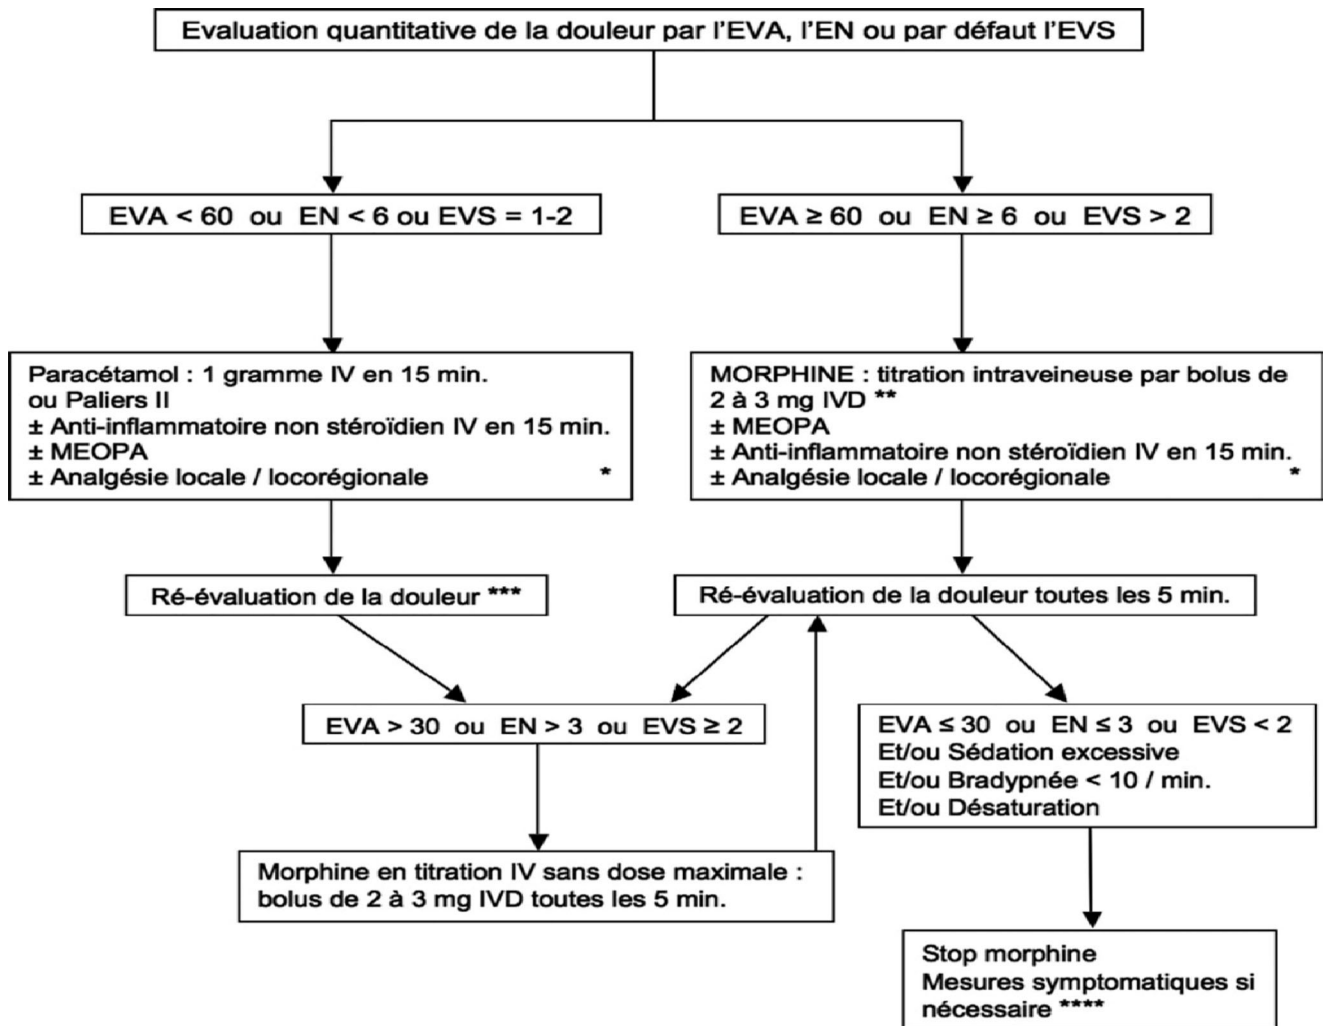 Evaluation quantitative de la douleur par l'EVA, l'EN ou par défaut l'EVS
EVA < 60 ou EN < 6 ou EVS = 1-2
EVA ≥ 60 ou EN ≥ 6 ou EVS > 2
Paracétamol : 1 gramme IV en 15 min.
ou Paliers II
± Anti-inflammatoire non stéroïdien IV en 15 min.
± MEOPA
± Analgésie locale / locorégionale *
MORPHINE : titration intraveineuse par bolus de
2 à 3 mg IVD **
± MEOPA
± Anti-inflammatoire non stéroïdien IV en 15 min.
± Analgésie locale / locorégionale *
Ré-évaluation de la douleur ***
Ré-évaluation de la douleur toutes les 5 min.
EVA > 30 ou EN > 3 ou EVS ≥ 2
EVA ≤ 30 ou EN ≤ 3 ou EVS < 2
Et/ou Sédation excessive
Et/ou Bradypnée < 10 / min.
Et/ou Désaturation
Morphine en titration IV sans dose maximale :
bolus de 2 à 3 mg IVD toutes les 5 min.
Stop morphine
Mesures symptomatiques si
nécessaire ****